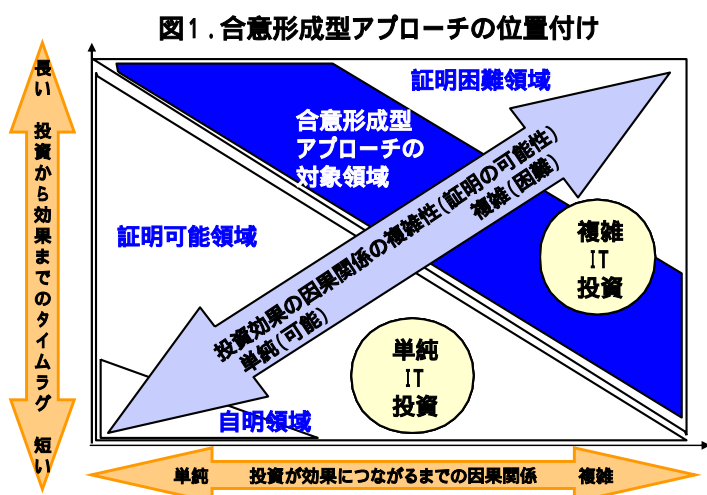 図1.合意形成型アプローチの位置付け
長い 投資から効果までのタイムラグ 短い
証明困難領域
合意形成型
アプローチの
対象領域
証明可能領域
投資効果の因果関係の複雑性(証明の可能性)
単純(可能)
複雑(困難)
複雑
IT
投資
単純
IT
投資
自明領域
単純 投資が効果につながるまでの因果関係 複雑